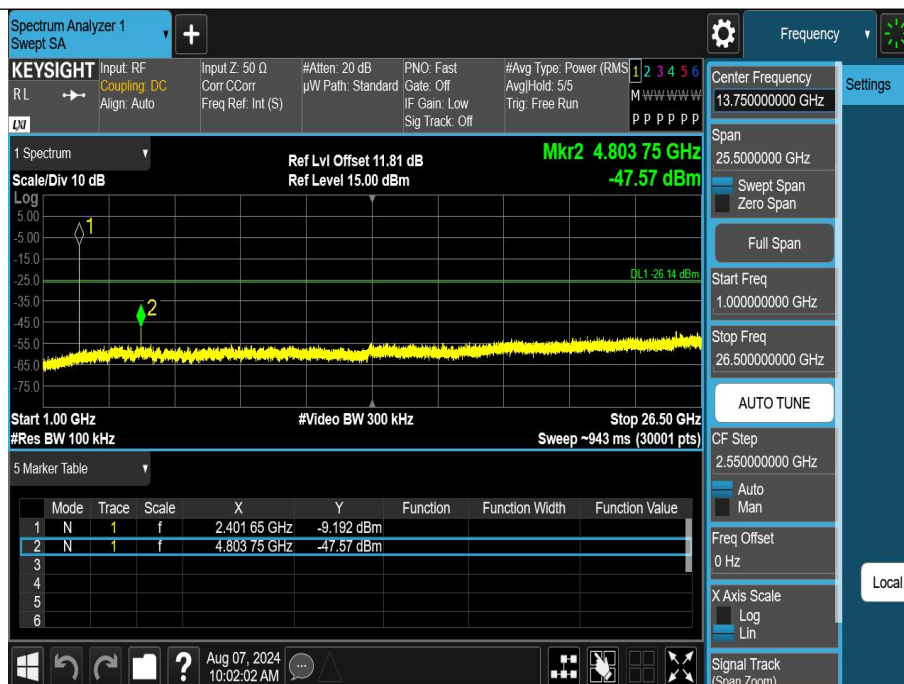 Spectrum Analyzer 1
Swept SA
+
Frequency
KEYSIGHT
RL
LXI
Input: RF
Coupling: DC
Align: Auto
Input Z: 50 Ω
Corr CCorr
Freq Ref: Int (S)
#Atten: 20 dB
µW Path: Standard
PNO: Fast
Gate: Off
IF Gain: Low
Sig Track: Off
#Avg Type: Power (RMS
Avg|Hold: 5/5
Trig: Free Run
1 2 3 4 5 6
M W W W W W
P P P P P P
1 Spectrum
Scale/Div 10 dB
Ref Lvl Offset 11.81 dB
Ref Level 15.00 dBm
Mkr2 4.803 75 GHz
-47.57 dBm
Log
5.00
-5.00
-15.0
-25.0
-35.0
-45.0
-55.0
-65.0
-75.0
1
2
DL1 -26.14 dBm
Start 1.00 GHz
#Video BW 300 kHz
Stop 26.50 GHz
#Res BW 100 kHz
Sweep ~943 ms (30001 pts)
5 Marker Table
Mode Trace Scale X Y Function Function Width Function Value
1 N 1 f 2.401 65 GHz -9.192 dBm
2 N 1 f 4.803 75 GHz -47.57 dBm
3
4
5
6
?
Aug 07, 2024
10:02:02 AM
Center Frequency
13.750000000 GHz
Settings
Span
25.5000000 GHz
Swept Span
Zero Span
Full Span
Start Freq
1.000000000 GHz
Stop Freq
26.500000000 GHz
AUTO TUNE
CF Step
2.550000000 GHz
Auto
Man
Freq Offset
0 Hz
Local
X Axis Scale
Log
Lin
Signal Track
(Span Zoom)